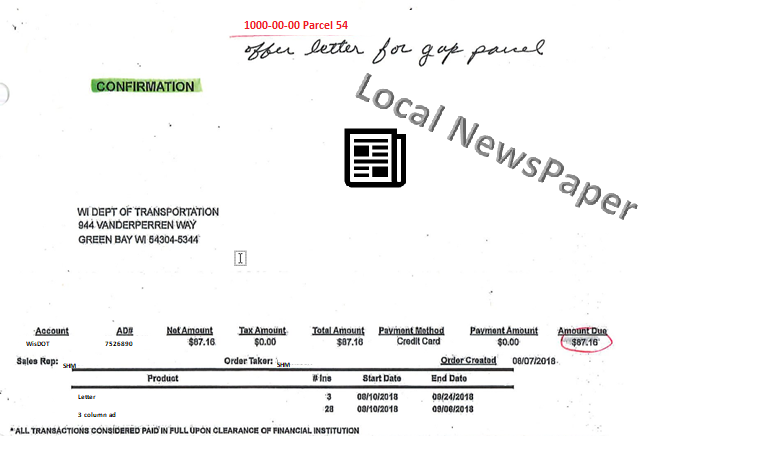 1000-00-00 Parcel 54
offer letter for gap parcel
CONFIRMATION
Local NewsPaper
WI DEPT OF TRANSPORTATION
944 VANDERPERREN WAY
GREEN BAY WI 54304-5344
Account AD# Net Amount Tax Amount Total Amount Payment Method Payment Amount Amount Due
WisDOT 7526890 $87.16 $0.00 $87.16 Credit Card $0.00 $87.16
Sales Rep: SHM Order Taker: SHM Order Created 08/07/2018
Product # Ins Start Date End Date
Letter 3 08/10/2018 08/24/2018
3 column ad 28 08/10/2018 09/06/2018
* ALL TRANSACTIONS CONSIDERED PAID IN FULL UPON CLEARANCE OF FINANCIAL INSTITUTION